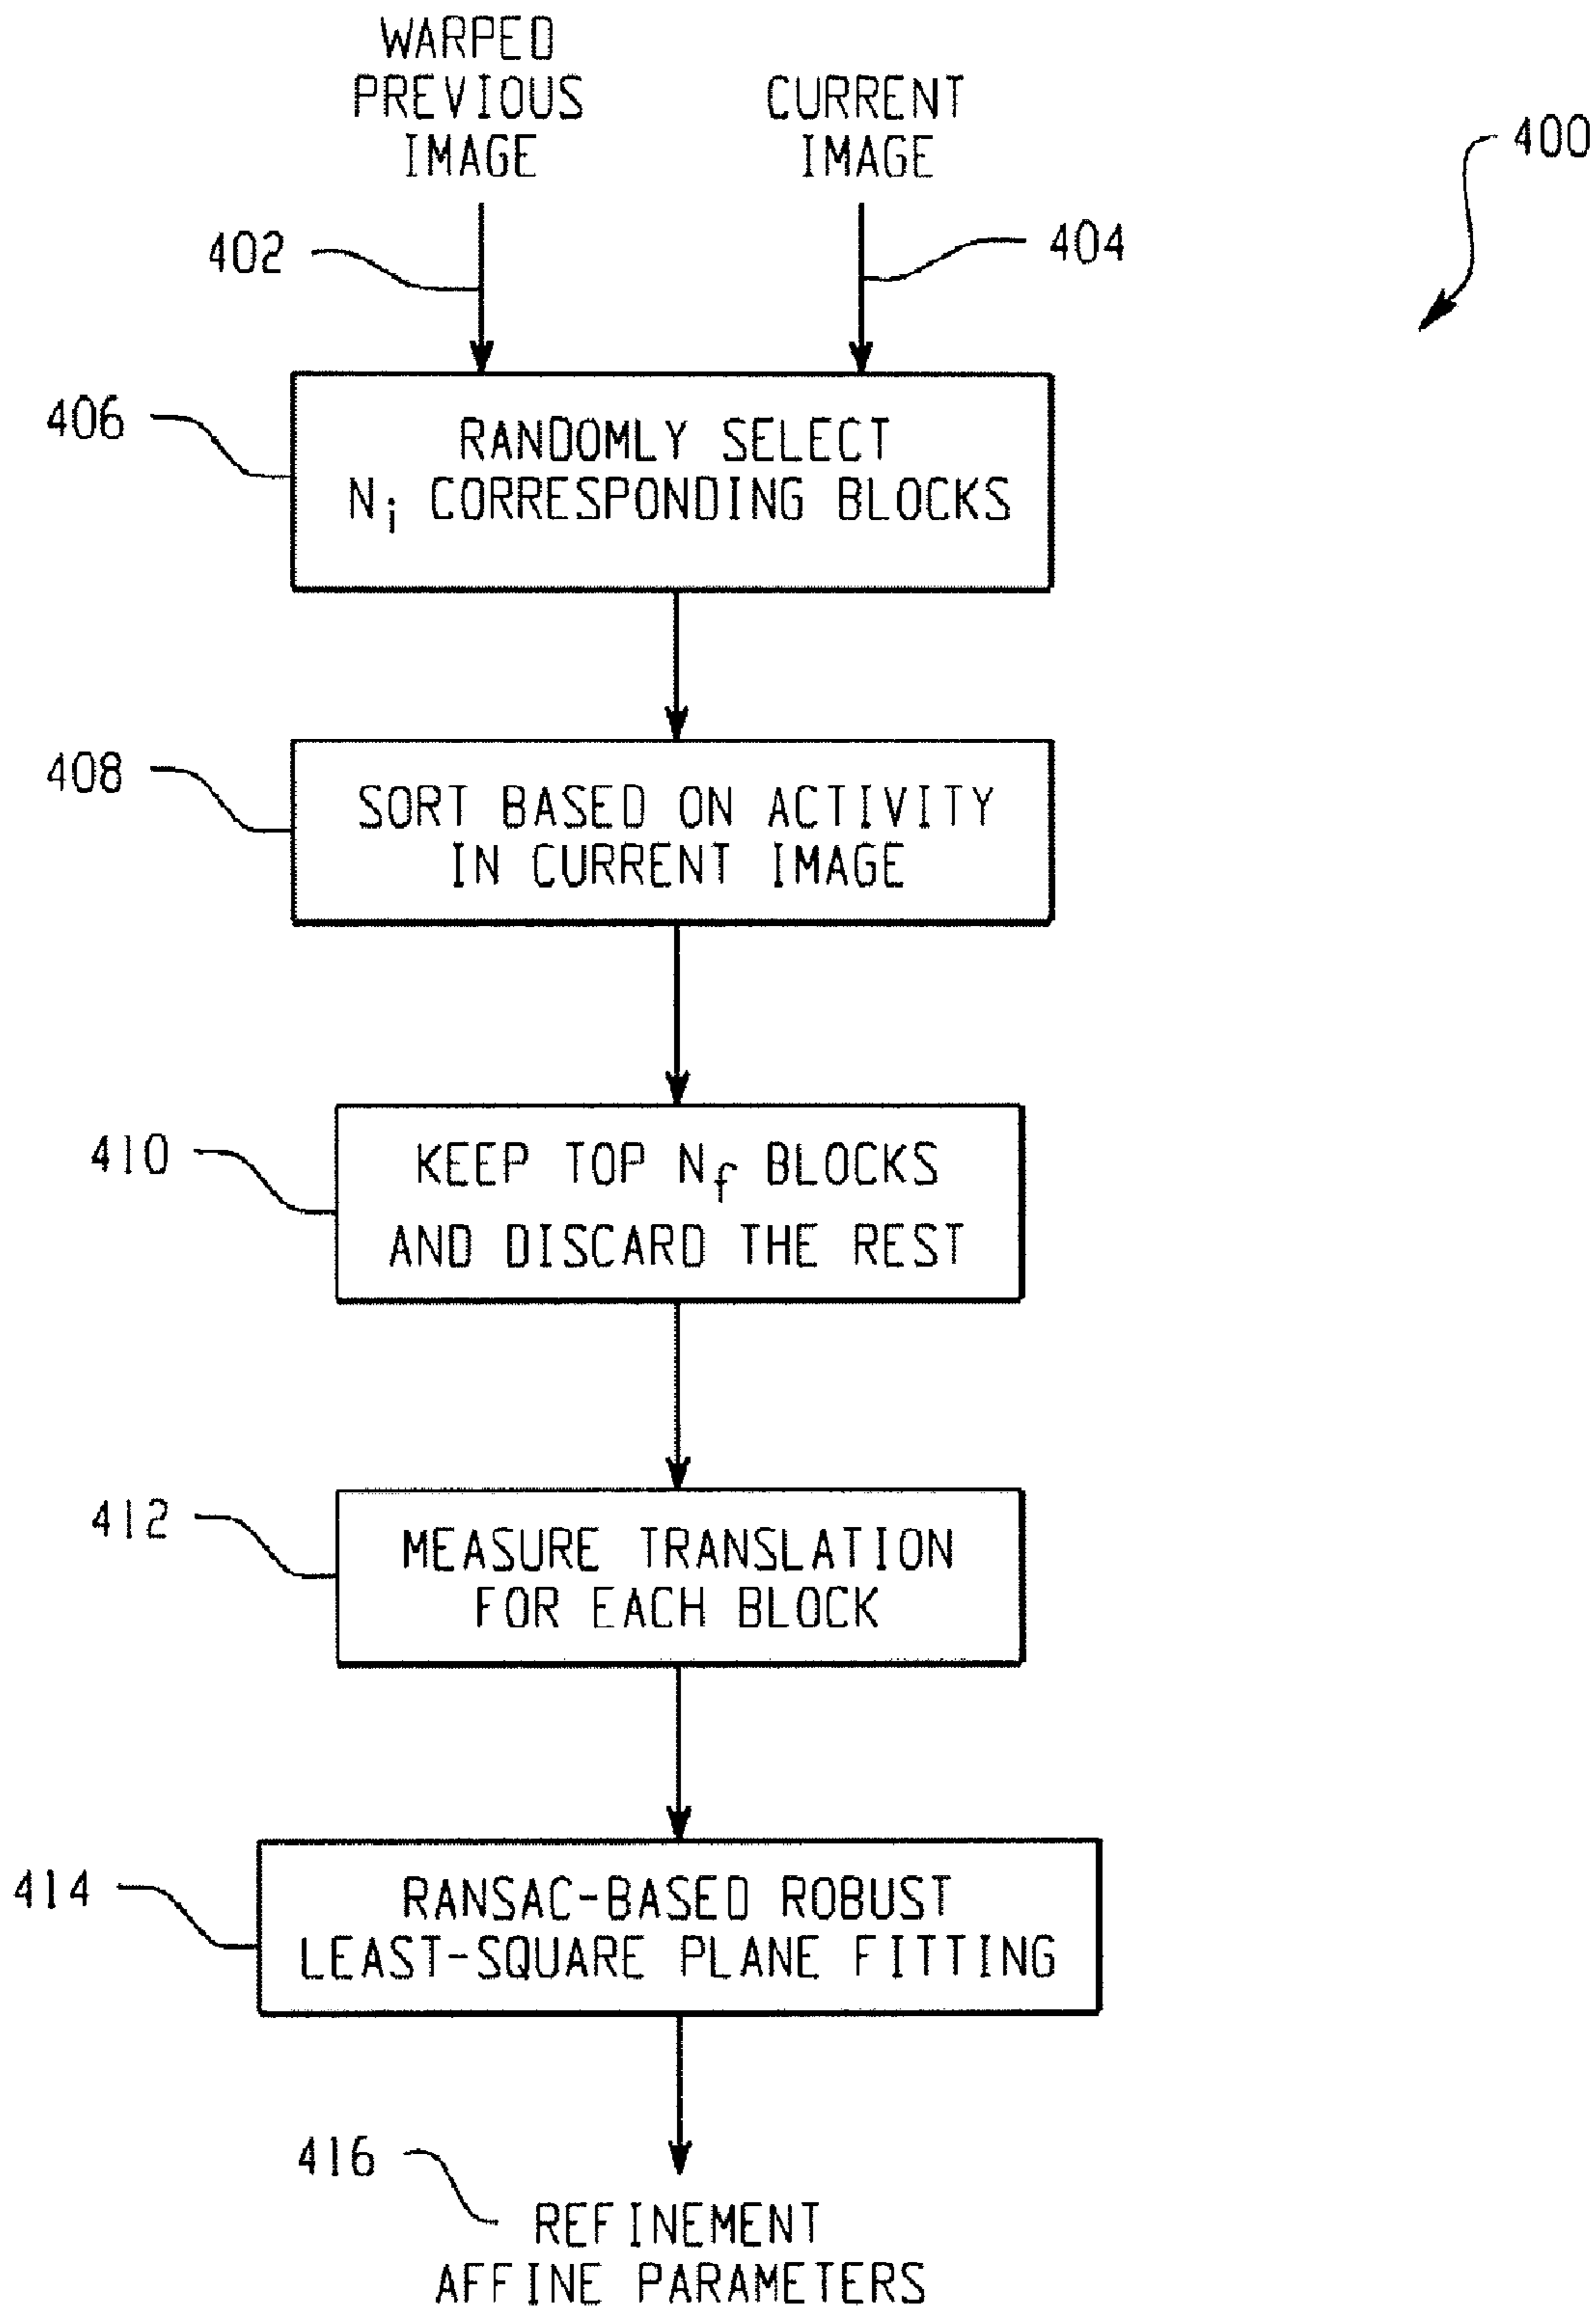 WARPED
PREVIOUS
IMAGE
CURRENT
IMAGE
400
402
404
406
RANDOMLY SELECT
Ni CORRESPONDING BLOCKS
408
SORT BASED ON ACTIVITY
IN CURRENT IMAGE
410
KEEP TOP Nf BLOCKS
AND DISCARD THE REST
412
MEASURE TRANSLATION
FOR EACH BLOCK
414
RANSAC-BASED ROBUST
LEAST-SQUARE PLANE FITTING
416
REFINEMENT
AFFINE PARAMETERS